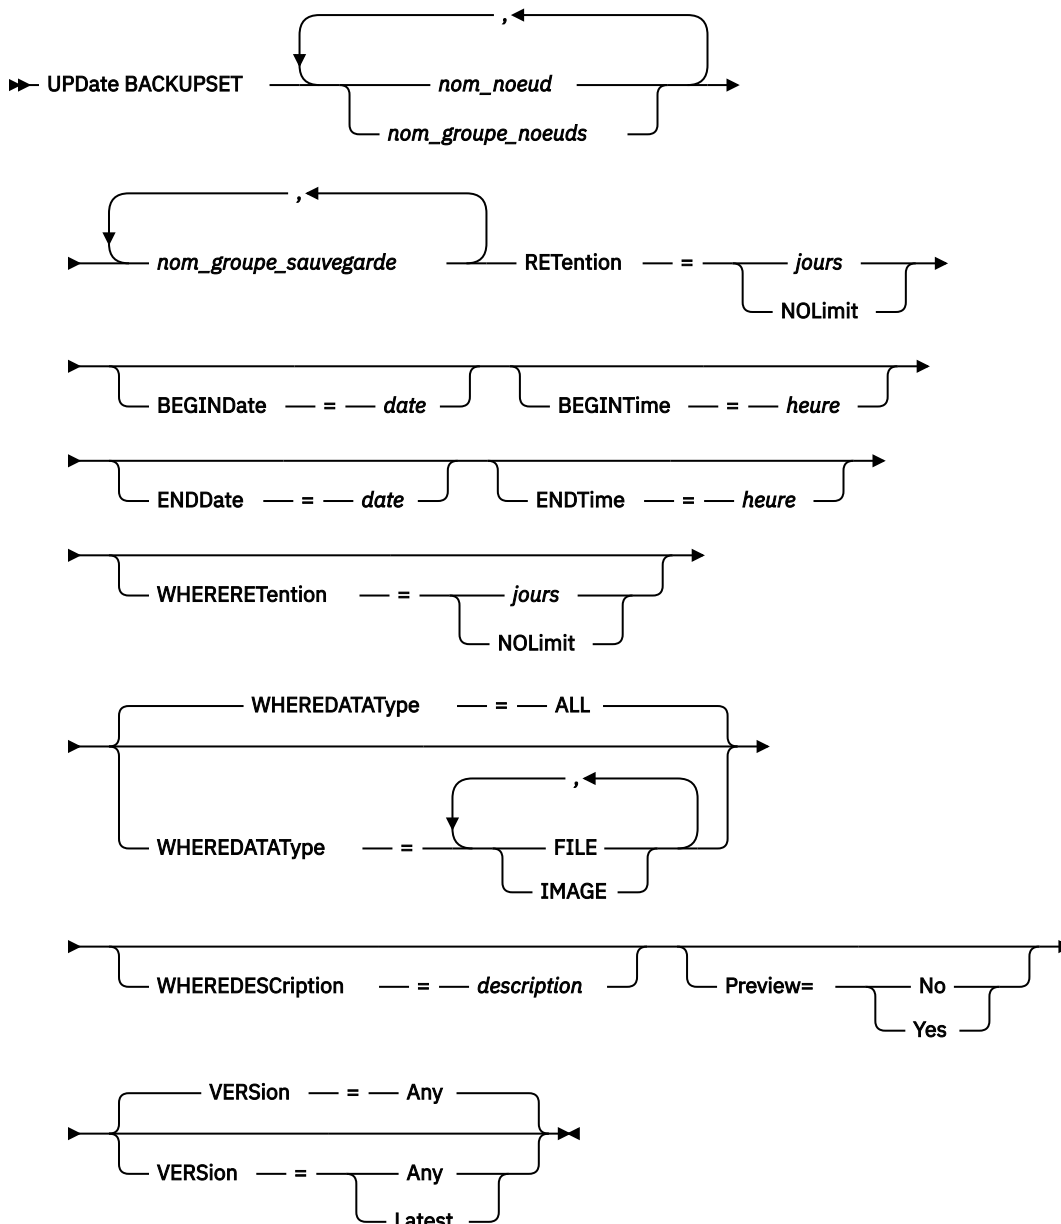 ,
UPDate BACKUPSET nom_noeud
nom_groupe_noeuds
,
nom_groupe_sauvegarde RETention = jours
NOLimit
BEGINDate = date BEGINTime = heure
ENDDate = date ENDTime = heure
WHERERETention = jours
NOLimit
WHEREDATAType = ALL
,
WHEREDATAType = FILE
IMAGE
WHEREDESCription = description Preview= No
Yes
VERSion = Any
VERSion = Any
Latest